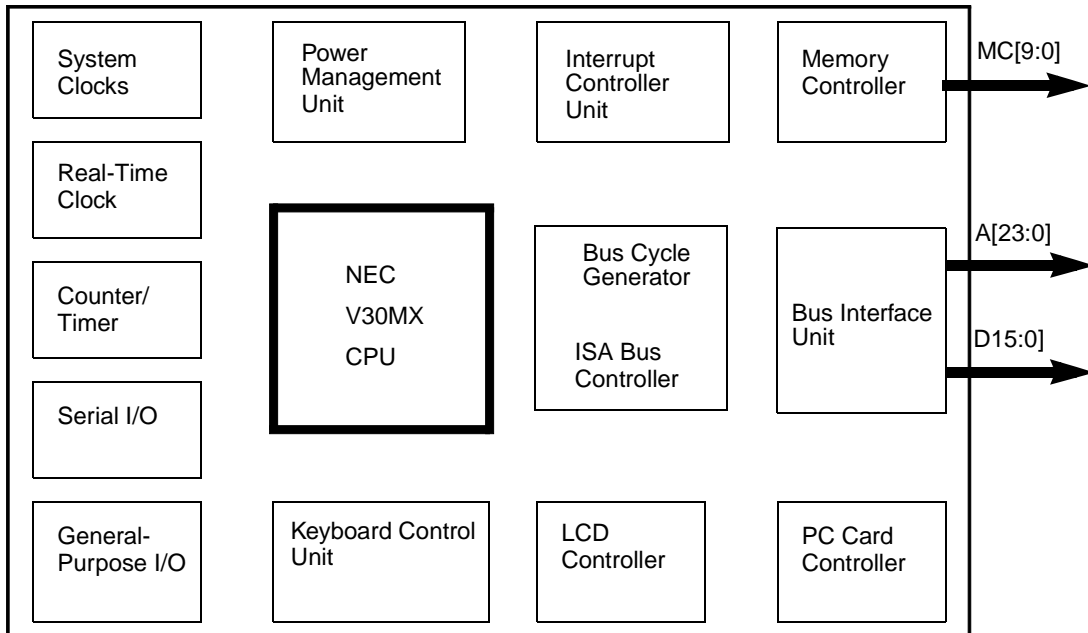 System
Clocks
Power
Management
Unit
Interrupt
Controller
Unit
Memory
Controller
MC[9:0]
Real-Time
Clock
NEC
V30MX
CPU
Bus Cycle
Generator
ISA Bus
Controller
Bus Interface
Unit
A[23:0]
D15:0]
Counter/
Timer
Serial I/O
General-
Purpose I/O
Keyboard Control
Unit
LCD
Controller
PC Card
Controller